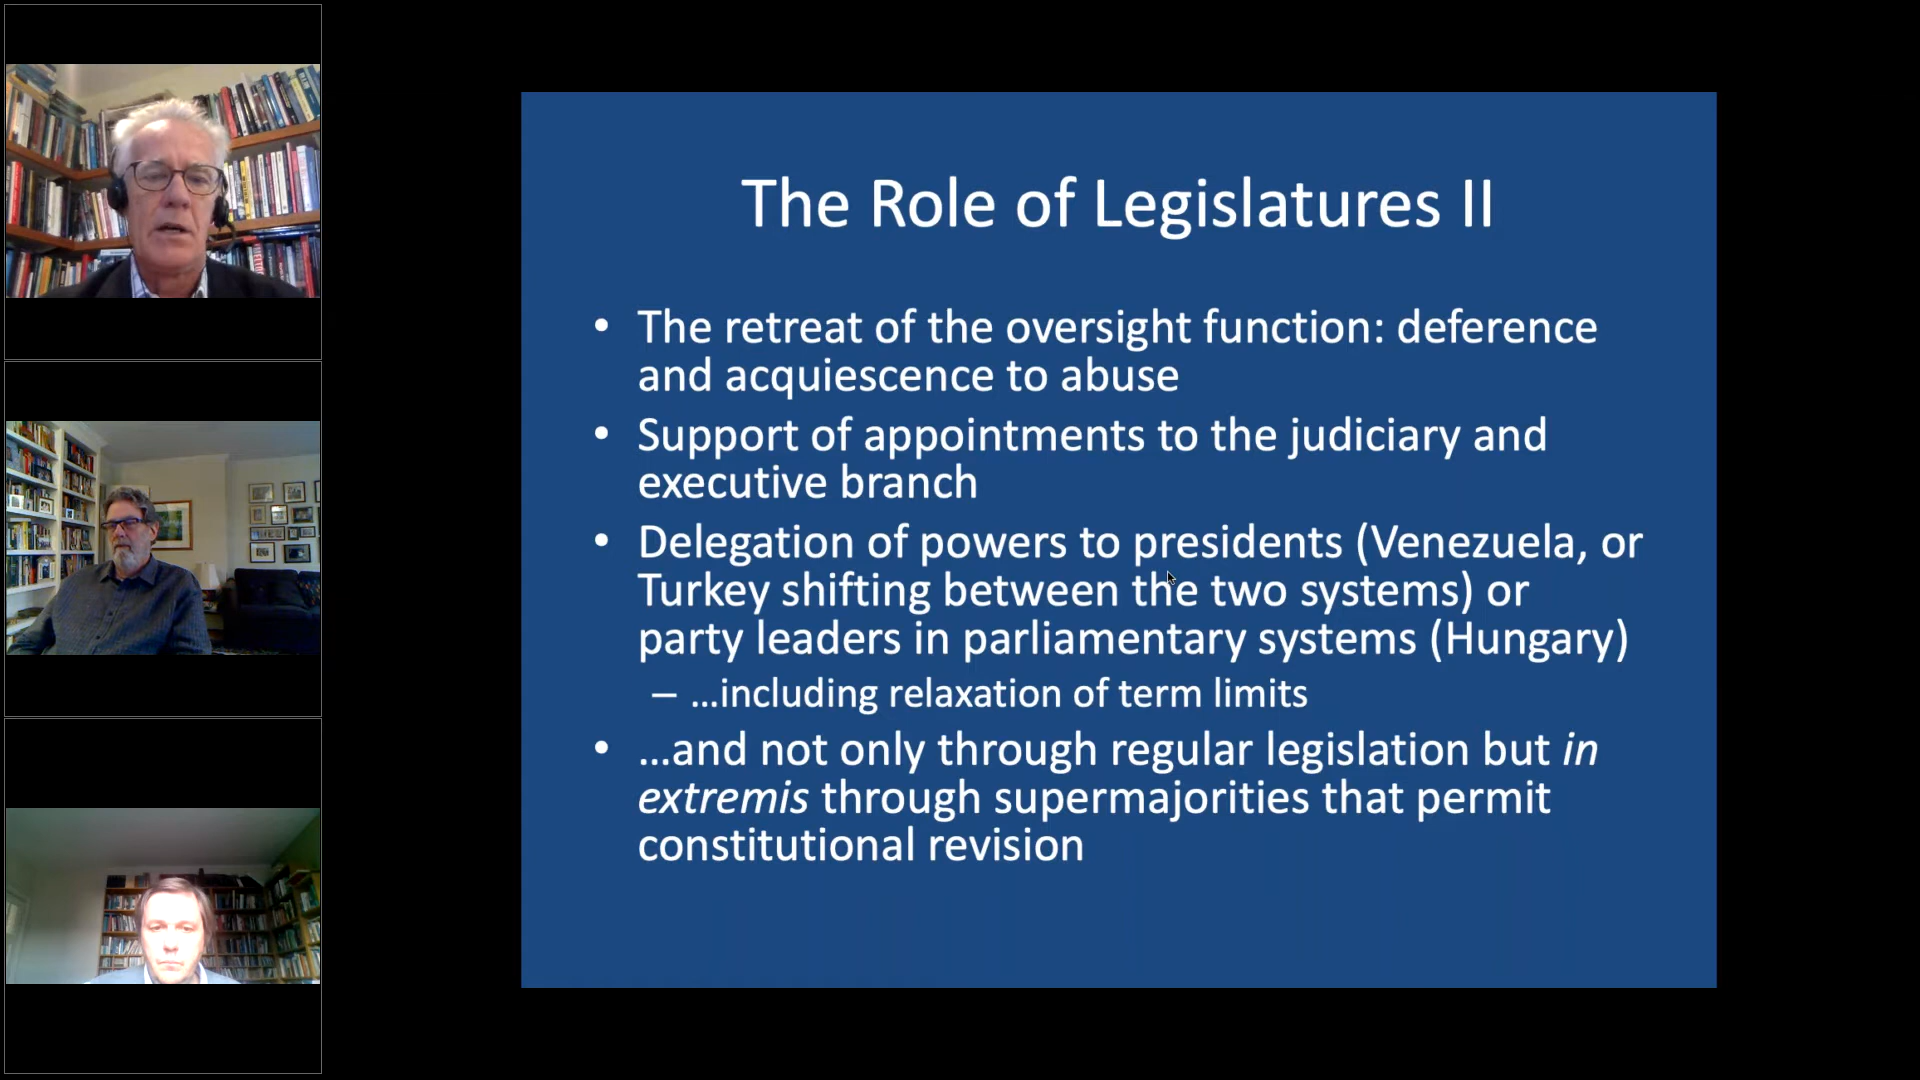 The Role of Legislatures II
• The retreat of the oversight function: deference
and acquiescence to abuse
• Support of appointments to the judiciary and
executive branch
• Delegation of powers to presidents (Venezuela, or
Turkey shifting between the two systems) or
party leaders in parliamentary systems (Hungary)
– ...including relaxation of term limits
• ...and not only through regular legislation but in
extremis through supermajorities that permit
constitutional revision